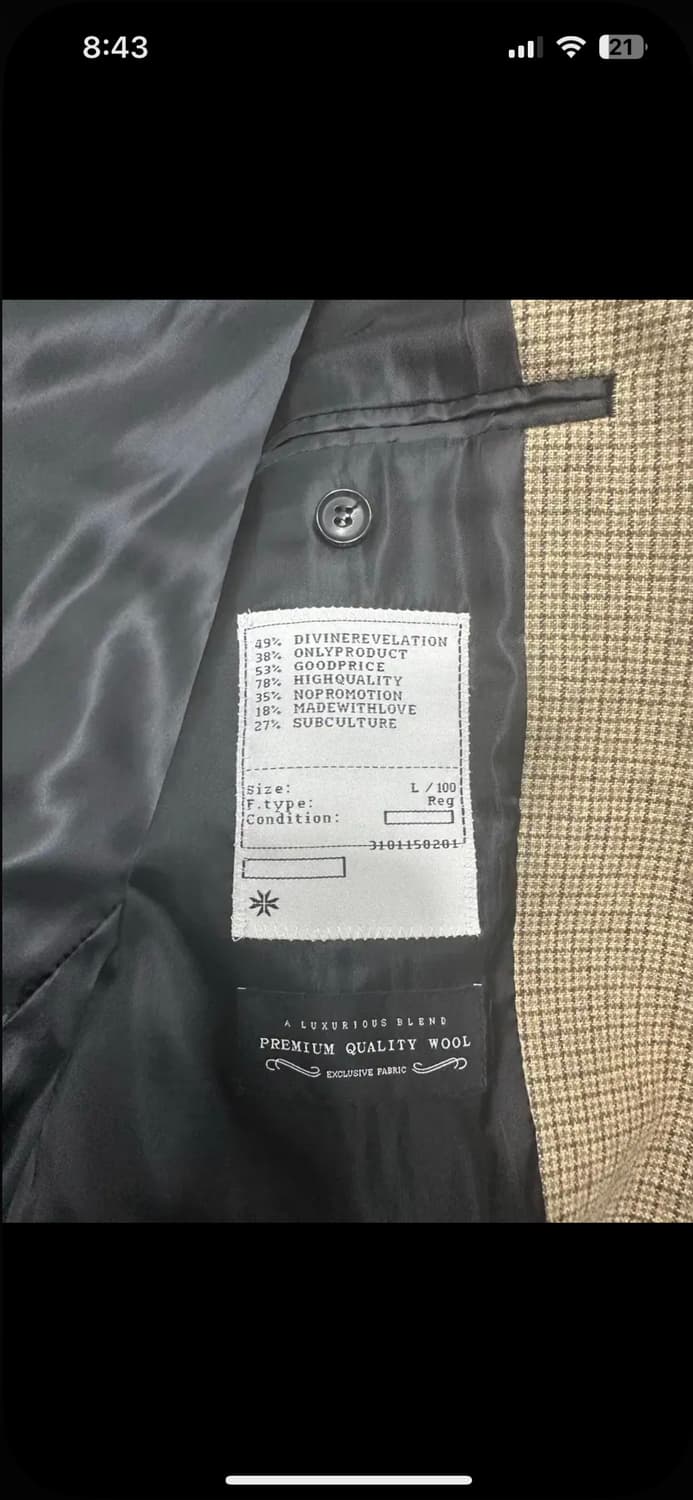 8:43
21
49% DIVINEREVELATION
38% ONLYPRODUCT
53% GOODPRICE
78% HIGHQUALITY
35% NOPROMOTION
18% MADEWITHLOVE
27% SUBCULTURE
Size: L / 100
F.type: Reg
Condition:
3101150201
A LUXURIOUS BLEND
PREMIUM QUALITY WOOL
EXCLUSIVE FABRIC